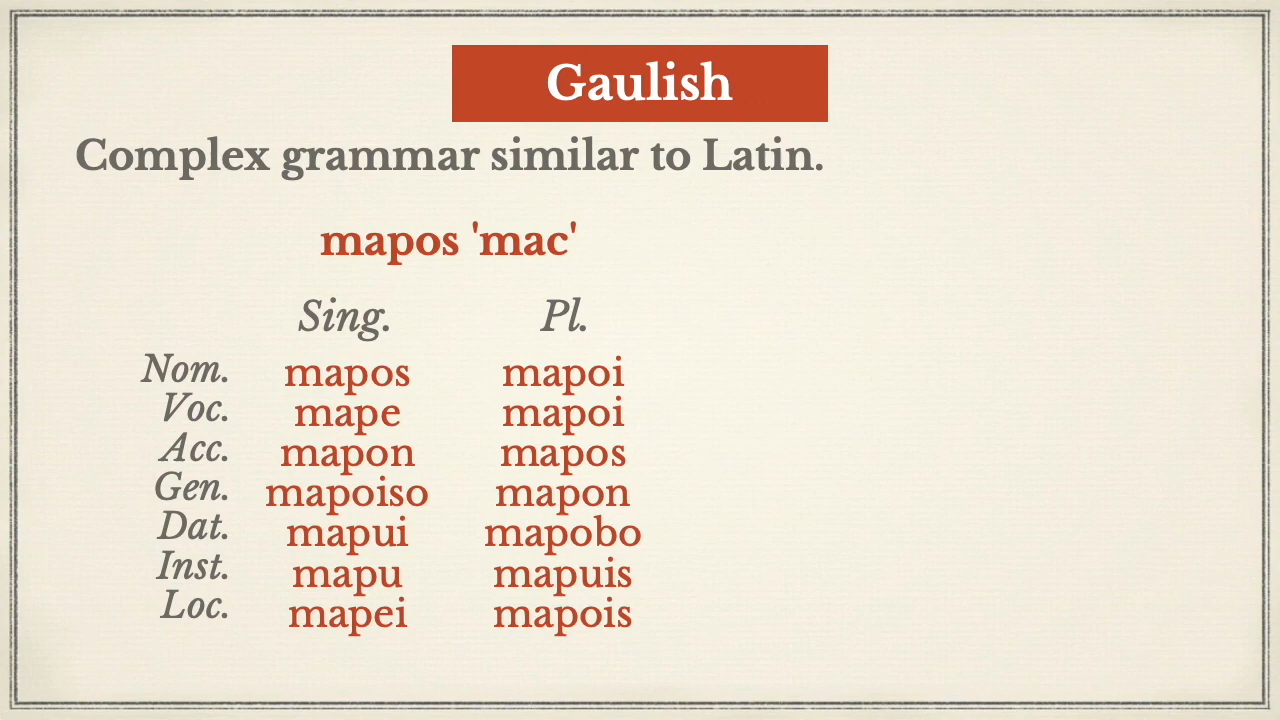 Gaulish
Complex grammar similar to Latin.
mapos 'mac'
Sing. Pl.
Nom. mapos mapoi
Voc. mape mapoi
Acc. mapon mapos
Gen. mapoiso mapon
Dat. mapui mapobo
Inst. mapu mapuis
Loc. mapei mapois